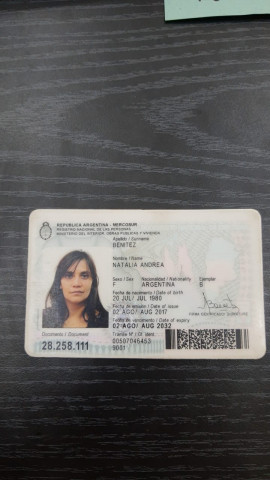 REPUBLICA ARGENTINA - MERCOSUR
REGISTRO NACIONAL DE LAS PERSONAS
MINISTERIO DEL INTERIOR, OBRAS PUBLICAS Y VIVIENDA
Apellido / Surname
BENITEZ
Nombre / Name
NATALIA ANDREA
Sexo / Sex Nacionalidad / Nationality Ejemplar
F ARGENTINA B
Fecha de nacimiento / Date of birth
20 JUL/ JUL 1980
Fecha de emisión / Date of issue
02 AGO/ AUG 2017
Fecha de vencimiento / Date of expiry
02 AGO/ AUG 2032
Documento / Document
28.258.111
Trámite N° / Of. ident.
00507046453
9001